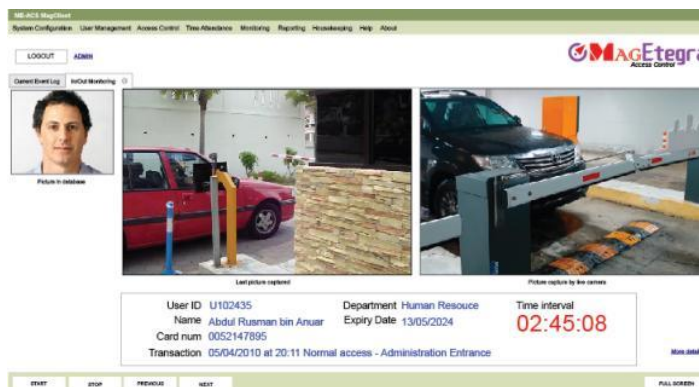 ME-ACS MagClient
System Configuration User Management Access Control Time Attendance Monitoring Reporting Housekeeping Help About
LOGOUT ADMIN
MAGEtegra
Access Control
Current Event Log In/Out Monitoring
Picture in database
Last picture captured Picture capture by live camera
User ID U102435 Department Human Resouce Time interval
Name Abdul Rusman bin Anuar Expiry Date 13/05/2024 02:45:08
Card num 0052147895
Transaction 05/04/2010 at 20:11 Normal access - Administration Entrance
START STOP PREVIOUS NEXT FULL SCREEN